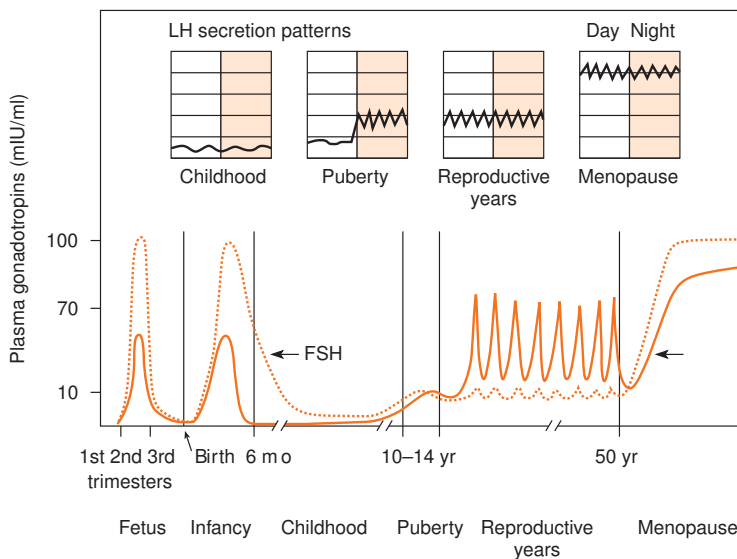 LH secretion patterns
Day Night
Childhood
Puberty
Reproductive
years
Menopause
Plasma gonadotropins (mIU/ml)
100
70
10
FSH
1st 2nd 3rd
trimesters
Birth
6 mo
10–14 yr
50 yr
Fetus
Infancy
Childhood
Puberty
Reproductive
years
Menopause